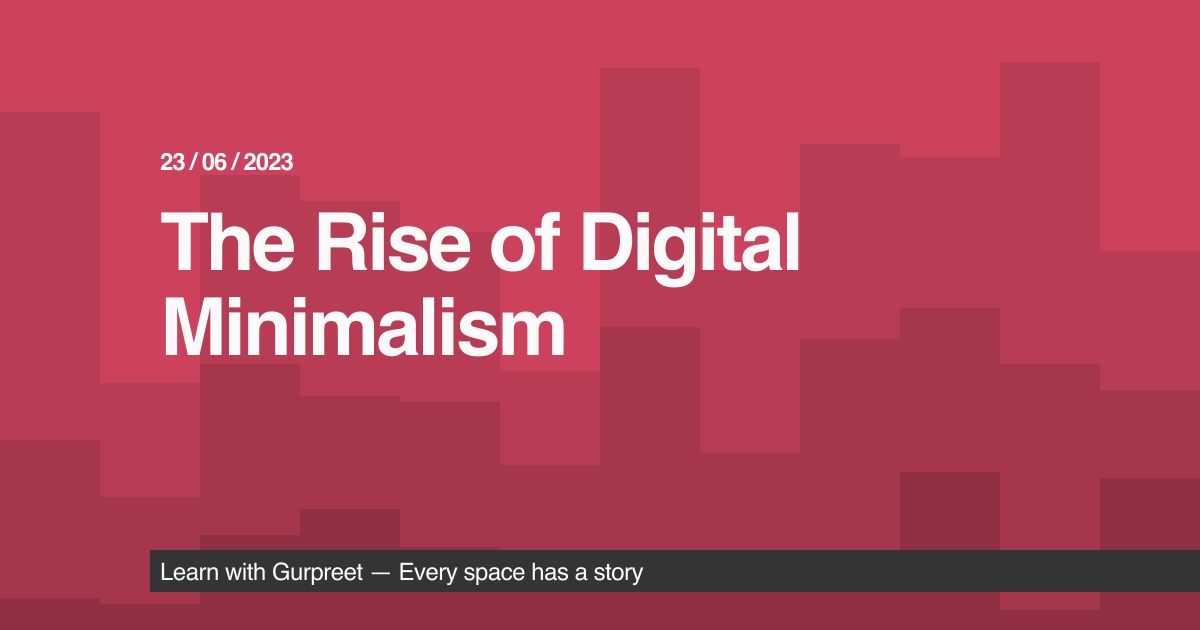 23 / 06 / 2023
The Rise of Digital
Minimalism
Learn with Gurpreet — Every space has a story